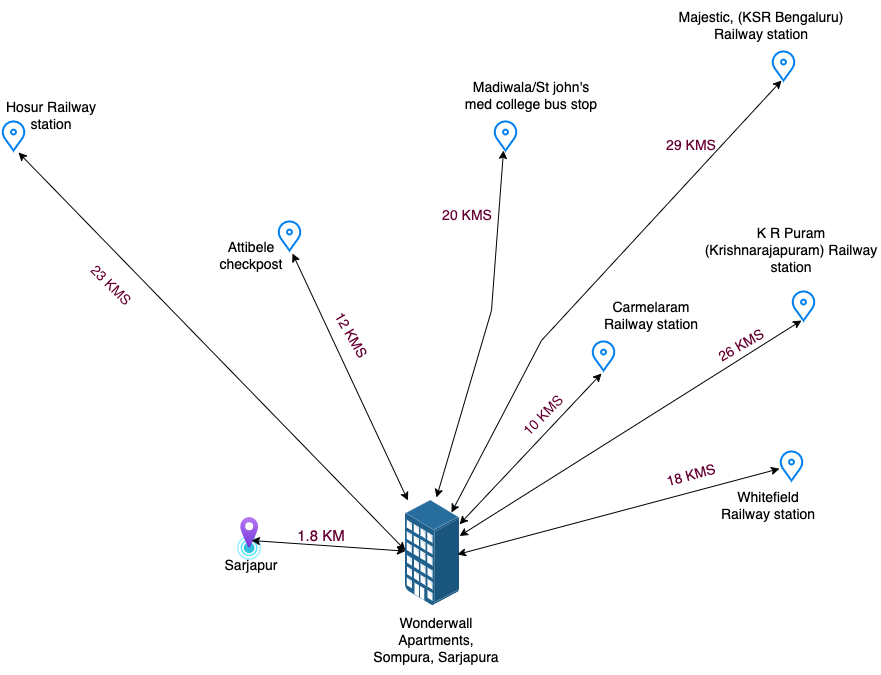 Majestic, (KSR Bengaluru)
Railway station
Madiwala/St john's
med college bus stop
Hosur Railway
station
29 KMS
20 KMS
K R Puram
(Krishnarajapuram) Railway
station
Attibele
checkpost
23 KMS
Carmelaram
Railway station
12 KMS
26 KMS
10 KMS
18 KMS
Whitefield
Railway station
1.8 KM
Sarjapur
Wonderwall
Apartments,
Sompura, Sarjapura